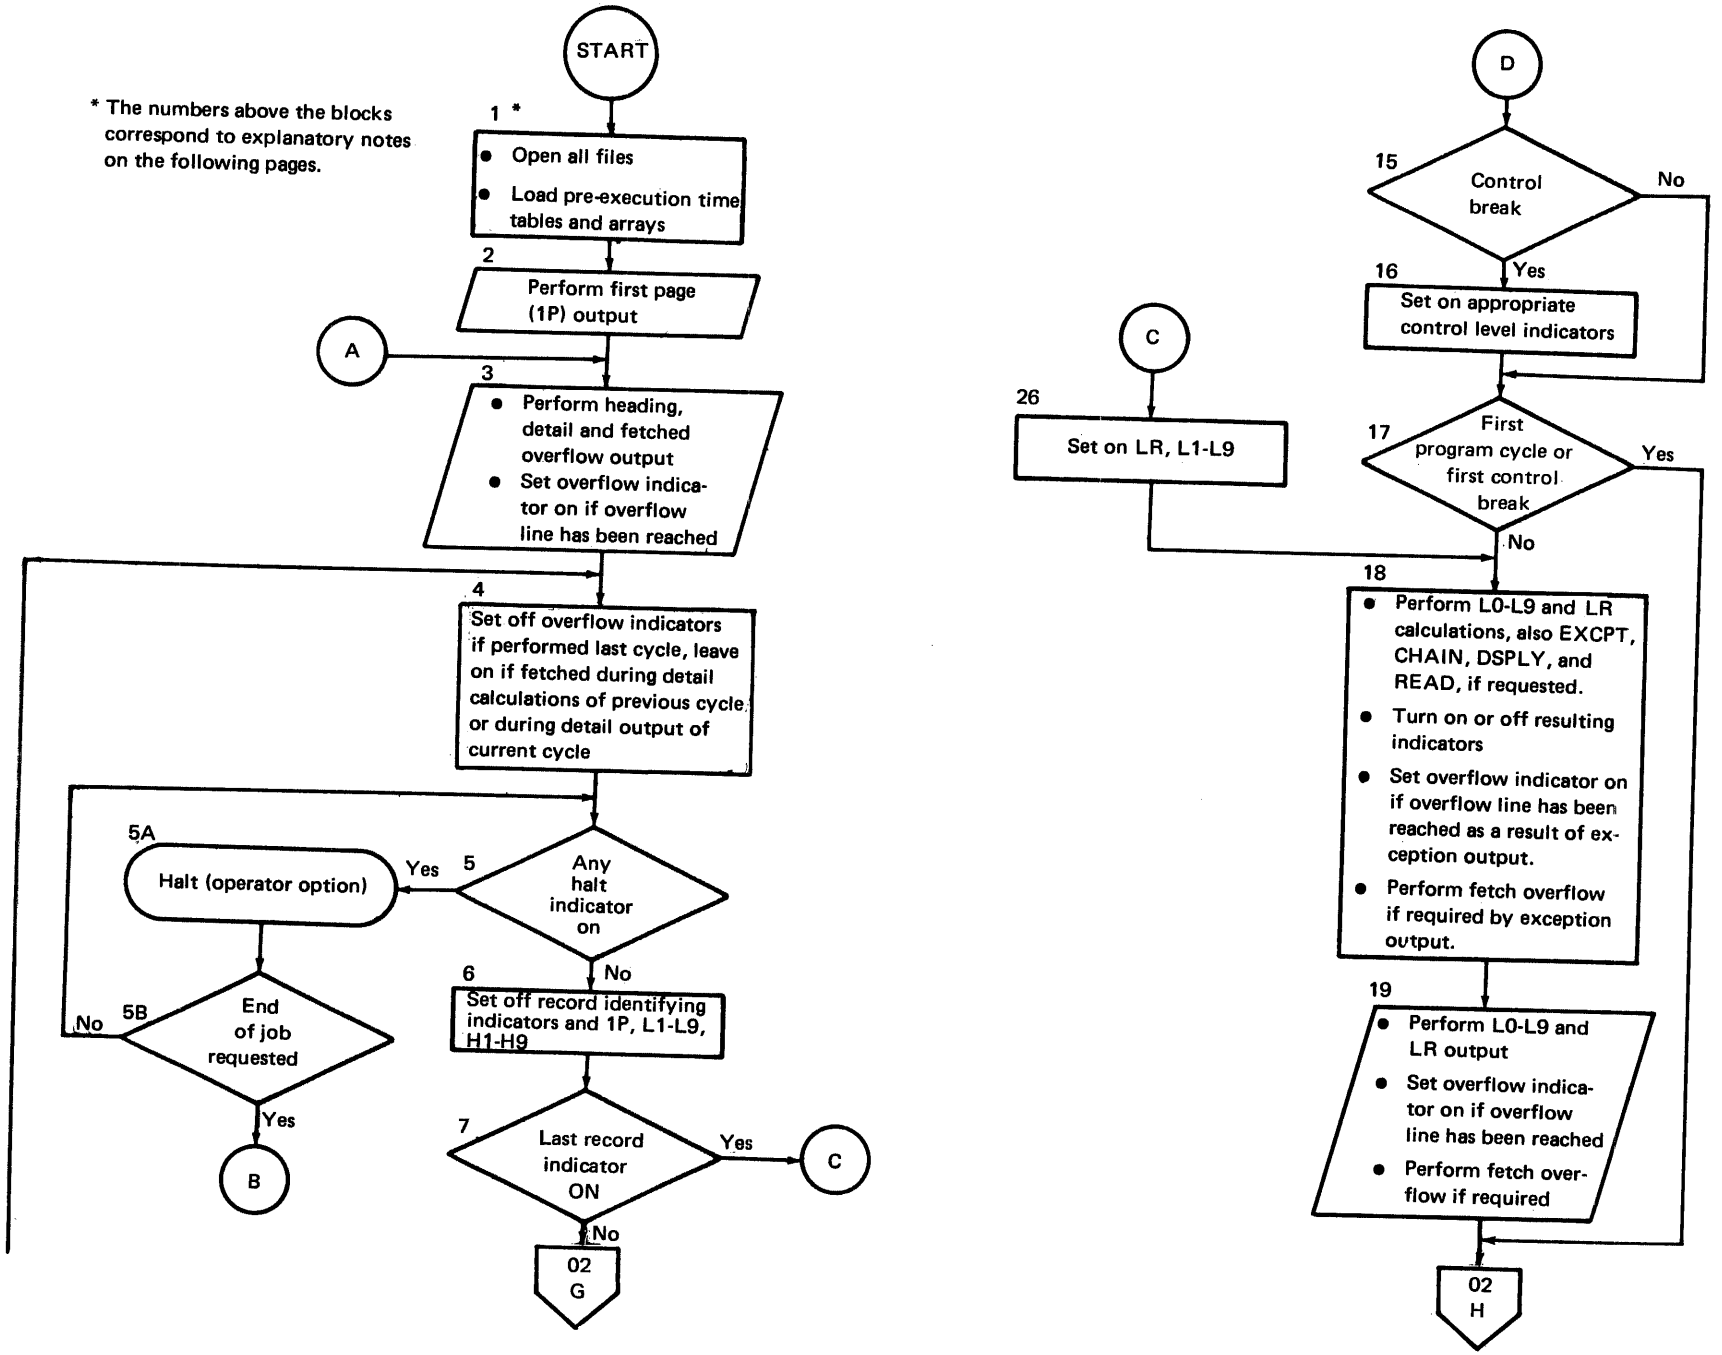 START
* The numbers above the blocks
correspond to explanatory notes
on the following pages.
1 *
● Open all files
● Load pre-execution time
tables and arrays
2
Perform first page
(1P) output
A
3
● Perform heading,
detail and fetched
overflow output
● Set overflow indica-
tor on if overflow
line has been reached
4
Set off overflow indicators
if performed last cycle, leave
on if fetched during detail
calculations of previous cycle
or during detail output of
current cycle
5A
Halt (operator option)
Yes
5
Any
halt
indicator
on
No
5B
End
of job
requested
No
Yes
B
6
Set off record identifying
indicators and 1P, L1-L9,
H1-H9
7
Last record
indicator
ON
Yes
C
No
02
G
D
15
Control
break
No
Yes
16
Set on appropriate
control level indicators
C
26
Set on LR, L1-L9
17
First
program cycle or
first control
break
Yes
No
18
● Perform L0-L9 and LR
calculations, also EXCPT,
CHAIN, DSPLY, and
READ, if requested.
● Turn on or off resulting
indicators
● Set overflow indicator on
if overflow line has been
reached as a result of ex-
ception output.
● Perform fetch overflow
if required by exception
output.
19
● Perform L0-L9 and
LR output
● Set overflow indica-
tor on if overflow
line has been reached
● Perform fetch over-
flow if required
02
H